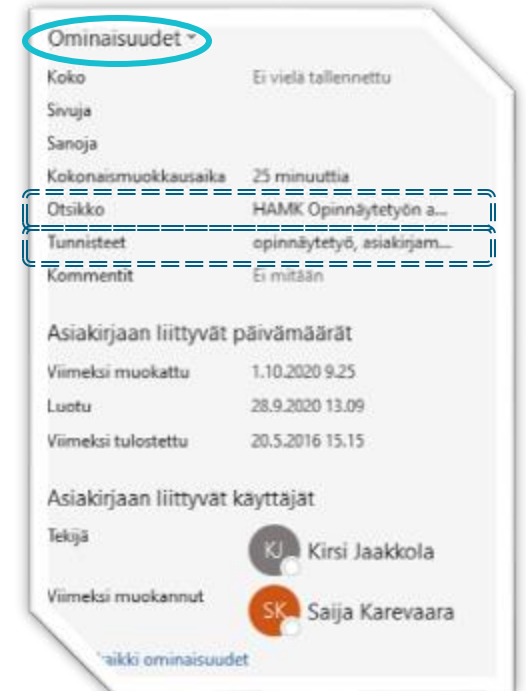 Ominaisuudet
Koko Ei vielä tallennettu
Sivuja
Sanoja
Kokonaismuokkausaika 25 minuuttia
Otsikko HAMK Opinnäytetyön a...
Tunnisteet opinnäytetyö, asiakirjam...
Kommentit Ei mitään
Asiakirjaan liittyvät päivämäärät
Viimeksi muokattu 1.10.2020 9.25
Luotu 28.9.2020 13.09
Viimeksi tulostettu 20.5.2016 15.15
Asiakirjaan liittyvät käyttäjät
Tekijä KJ Kirsi Jaakkola
Viimeksi muokannut SK Saija Karevaara
aikki ominaisuudet